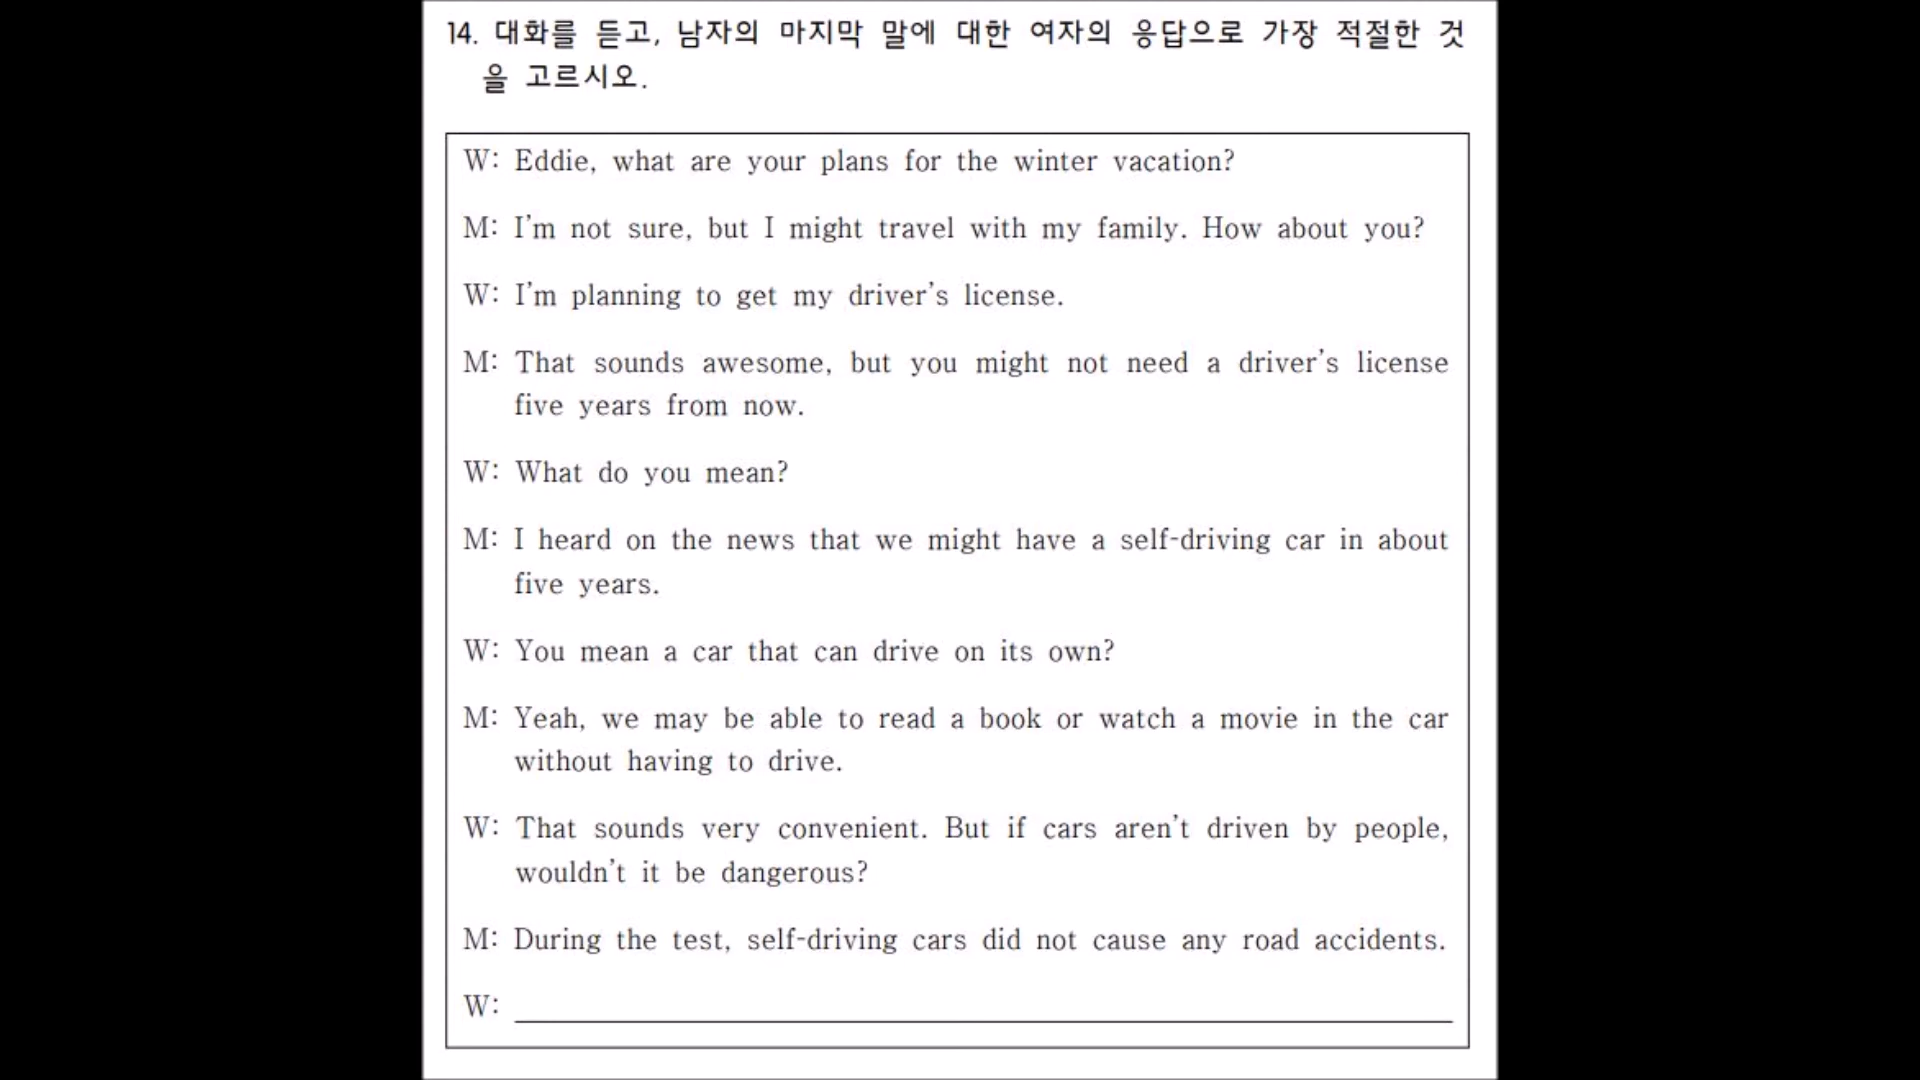 14. 대화를 듣고, 남자의 마지막 말에 대한 여자의 응답으로 가장 적절한 것
을 고르시오.
W: Eddie, what are your plans for the winter vacation?
M: I'm not sure, but I might travel with my family. How about you?
W: I'm planning to get my driver's license.
M: That sounds awesome, but you might not need a driver's license
five years from now.
W: What do you mean?
M: I heard on the news that we might have a self-driving car in about
five years.
W: You mean a car that can drive on its own?
M: Yeah, we may be able to read a book or watch a movie in the car
without having to drive.
W: That sounds very convenient. But if cars aren't driven by people,
wouldn't it be dangerous?
M: During the test, self-driving cars did not cause any road accidents.
W: